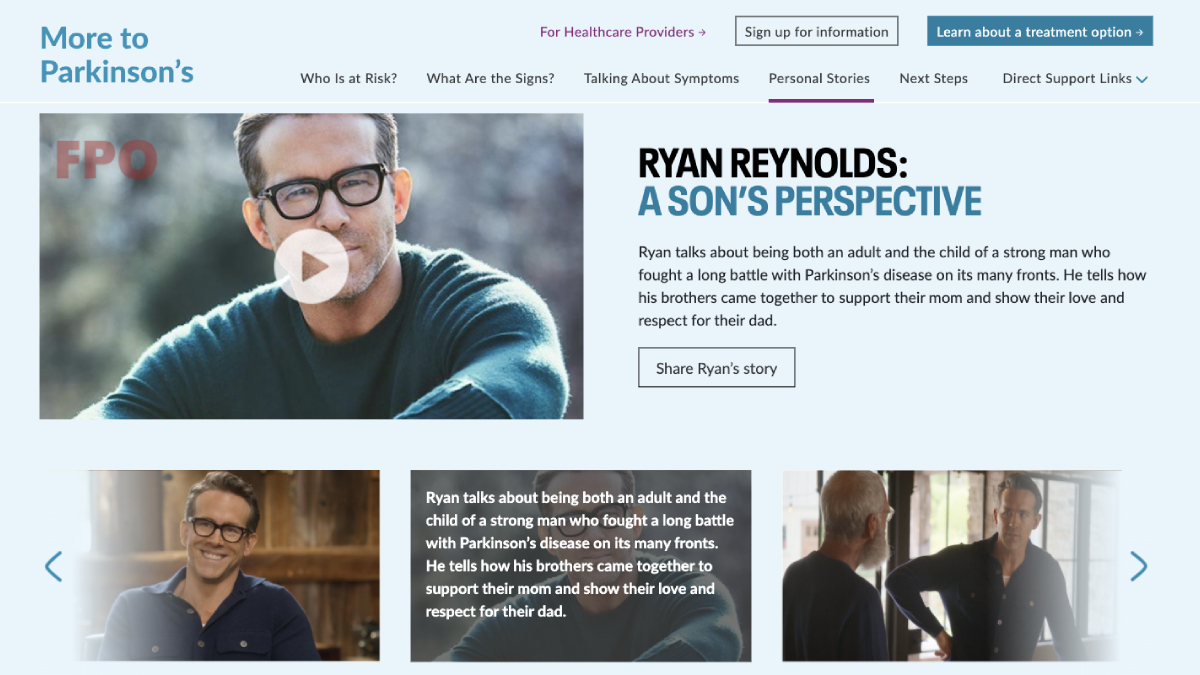 More to
Parkinson's
For Healthcare Providers →
Sign up for information
Learn about a treatment option →
Who Is at Risk?
What Are the Signs?
Talking About Symptoms
Personal Stories
Next Steps
Direct Support Links
FPO
RYAN REYNOLDS:
A SON'S PERSPECTIVE
Ryan talks about being both an adult and the child of a strong man who
fought a long battle with Parkinson's disease on its many fronts. He tells how
his brothers came together to support their mom and show their love and
respect for their dad.
Share Ryan's story
Ryan talks about being both an adult and the
child of a strong man who fought a long battle
with Parkinson's disease on its many fronts.
He tells how his brothers came together to
support their mom and show their love and
respect for their dad.